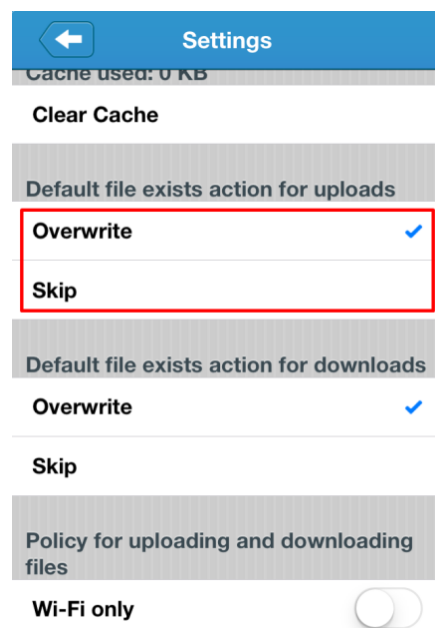 Settings
Cache used: 0 KB
Clear Cache
Default file exists action for uploads
Overwrite
Skip
Default file exists action for downloads
Overwrite
Skip
Policy for uploading and downloading
files
Wi-Fi only